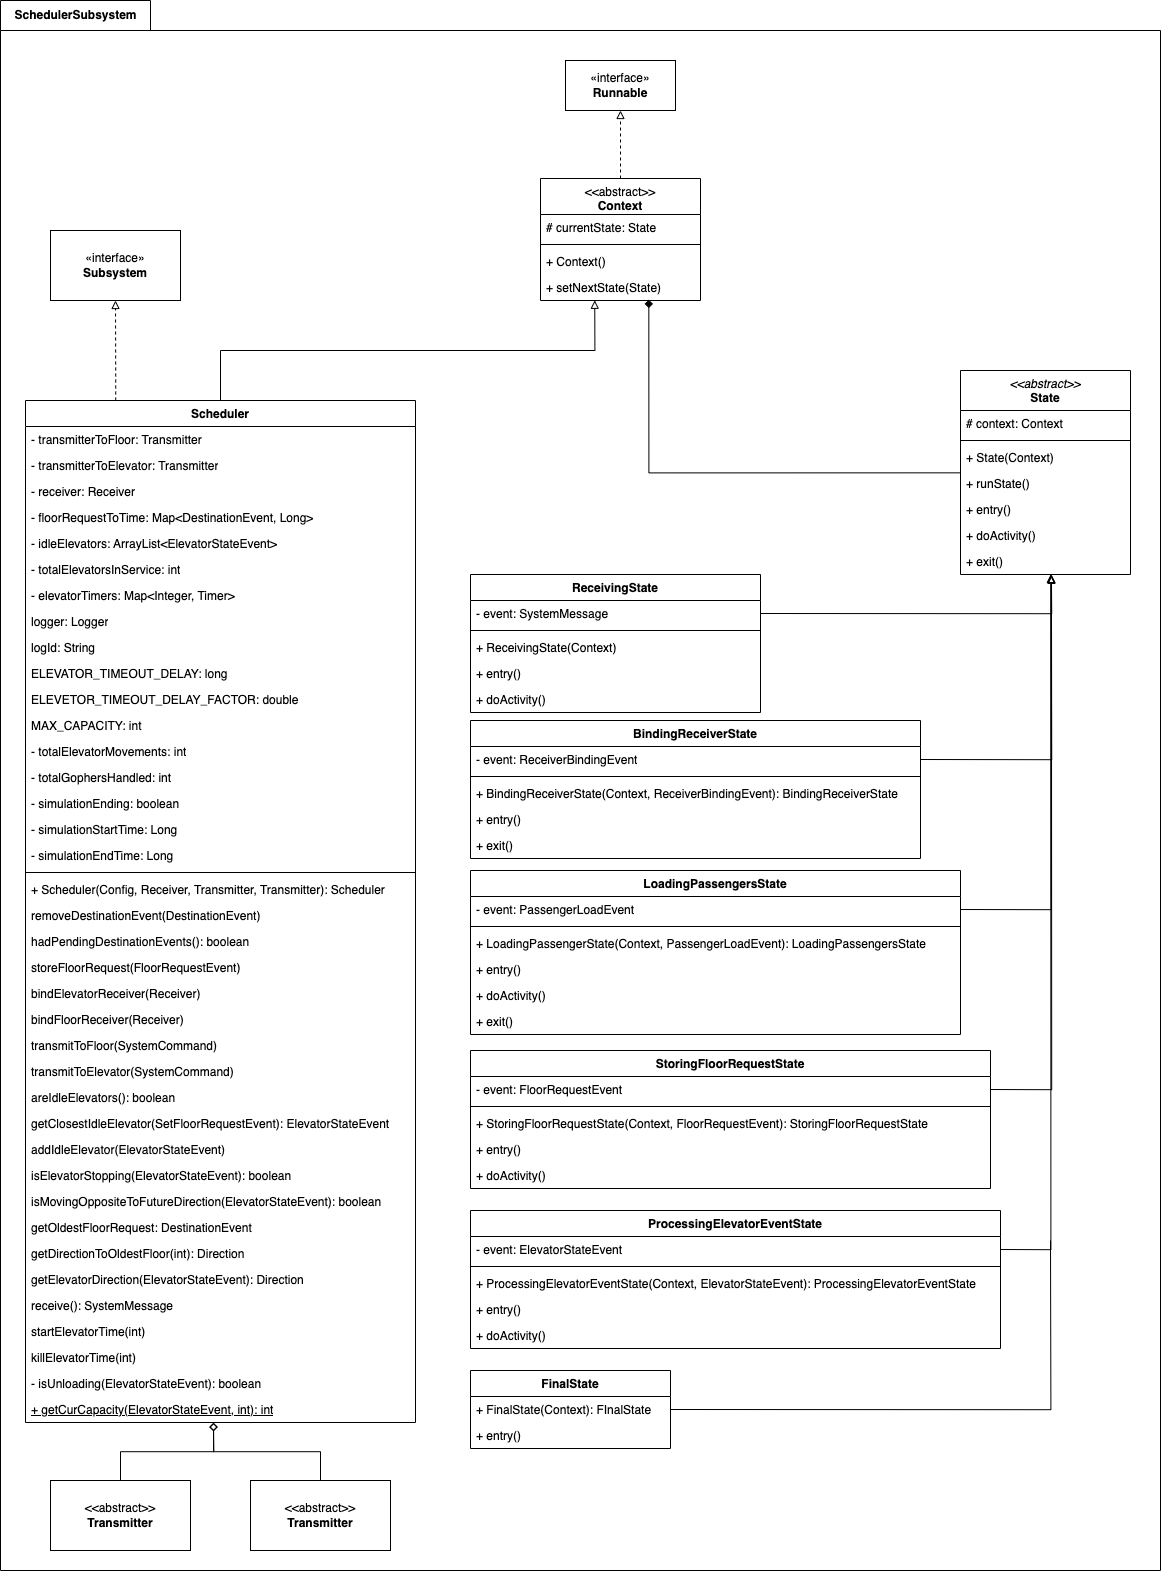 SchedulerSubsystem
«interface»
Runnable
<<abstract>>
Context
# currentState: State
+ Context()
+ setNextState(State)
«interface»
Subsystem
<<abstract>>
State
# context: Context
+ State(Context)
+ runState()
+ entry()
+ doActivity()
+ exit()
Scheduler
- transmitterToFloor: Transmitter
- transmitterToElevator: Transmitter
- receiver: Receiver
- floorRequestToTime: Map<DestinationEvent, Long>
- idleElevators: ArrayList<ElevatorStateEvent>
- totalElevatorsInService: int
- elevatorTimers: Map<Integer, Timer>
logger: Logger
logId: String
ELEVATOR_TIMEOUT_DELAY: long
ELEVETOR_TIMEOUT_DELAY_FACTOR: double
MAX_CAPACITY: int
- totalElevatorMovements: int
- totalGophersHandled: int
- simulationEnding: boolean
- simulationStartTime: Long
- simulationEndTime: Long
+ Scheduler(Config, Receiver, Transmitter, Transmitter): Scheduler
removeDestinationEvent(DestinationEvent)
hadPendingDestinationEvents(): boolean
storeFloorRequest(FloorRequestEvent)
bindElevatorReceiver(Receiver)
bindFloorReceiver(Receiver)
transmitToFloor(SystemCommand)
transmitToElevator(SystemCommand)
areIdleElevators(): boolean
getClosestIdleElevator(SetFloorRequestEvent): ElevatorStateEvent
addIdleElevator(ElevatorStateEvent)
isElevatorStopping(ElevatorStateEvent): boolean
isMovingOppositeToFutureDirection(ElevatorStateEvent): boolean
getOldestFloorRequest: DestinationEvent
getDirectionToOldestFloor(int): Direction
getElevatorDirection(ElevatorStateEvent): Direction
receive(): SystemMessage
startElevatorTime(int)
killElevatorTime(int)
- isUnloading(ElevatorStateEvent): boolean
+ getCurCapacity(ElevatorStateEvent, int): int
ReceivingState
- event: SystemMessage
+ ReceivingState(Context)
+ entry()
+ doActivity()
BindingReceiverState
- event: ReceiverBindingEvent
+ BindingReceiverState(Context, ReceiverBindingEvent): BindingReceiverState
+ entry()
+ exit()
LoadingPassengersState
- event: PassengerLoadEvent
+ LoadingPassengerState(Context, PassengerLoadEvent): LoadingPassengersState
+ entry()
+ doActivity()
+ exit()
StoringFloorRequestState
- event: FloorRequestEvent
+ StoringFloorRequestState(Context, FloorRequestEvent): StoringFloorRequestState
+ entry()
+ doActivity()
ProcessingElevatorEventState
- event: ElevatorStateEvent
+ ProcessingElevatorEventState(Context, ElevatorStateEvent): ProcessingElevatorEventState
+ entry()
+ doActivity()
FinalState
+ FinalState(Context): FInalState
+ entry()
<<abstract>>
Transmitter
<<abstract>>
Transmitter